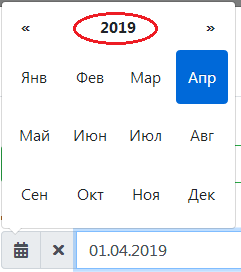 « 2019 »
Янв Фев Мар Апр
Май Июн Июл Авг
Сен Окт Ноя Дек
01.04.2019